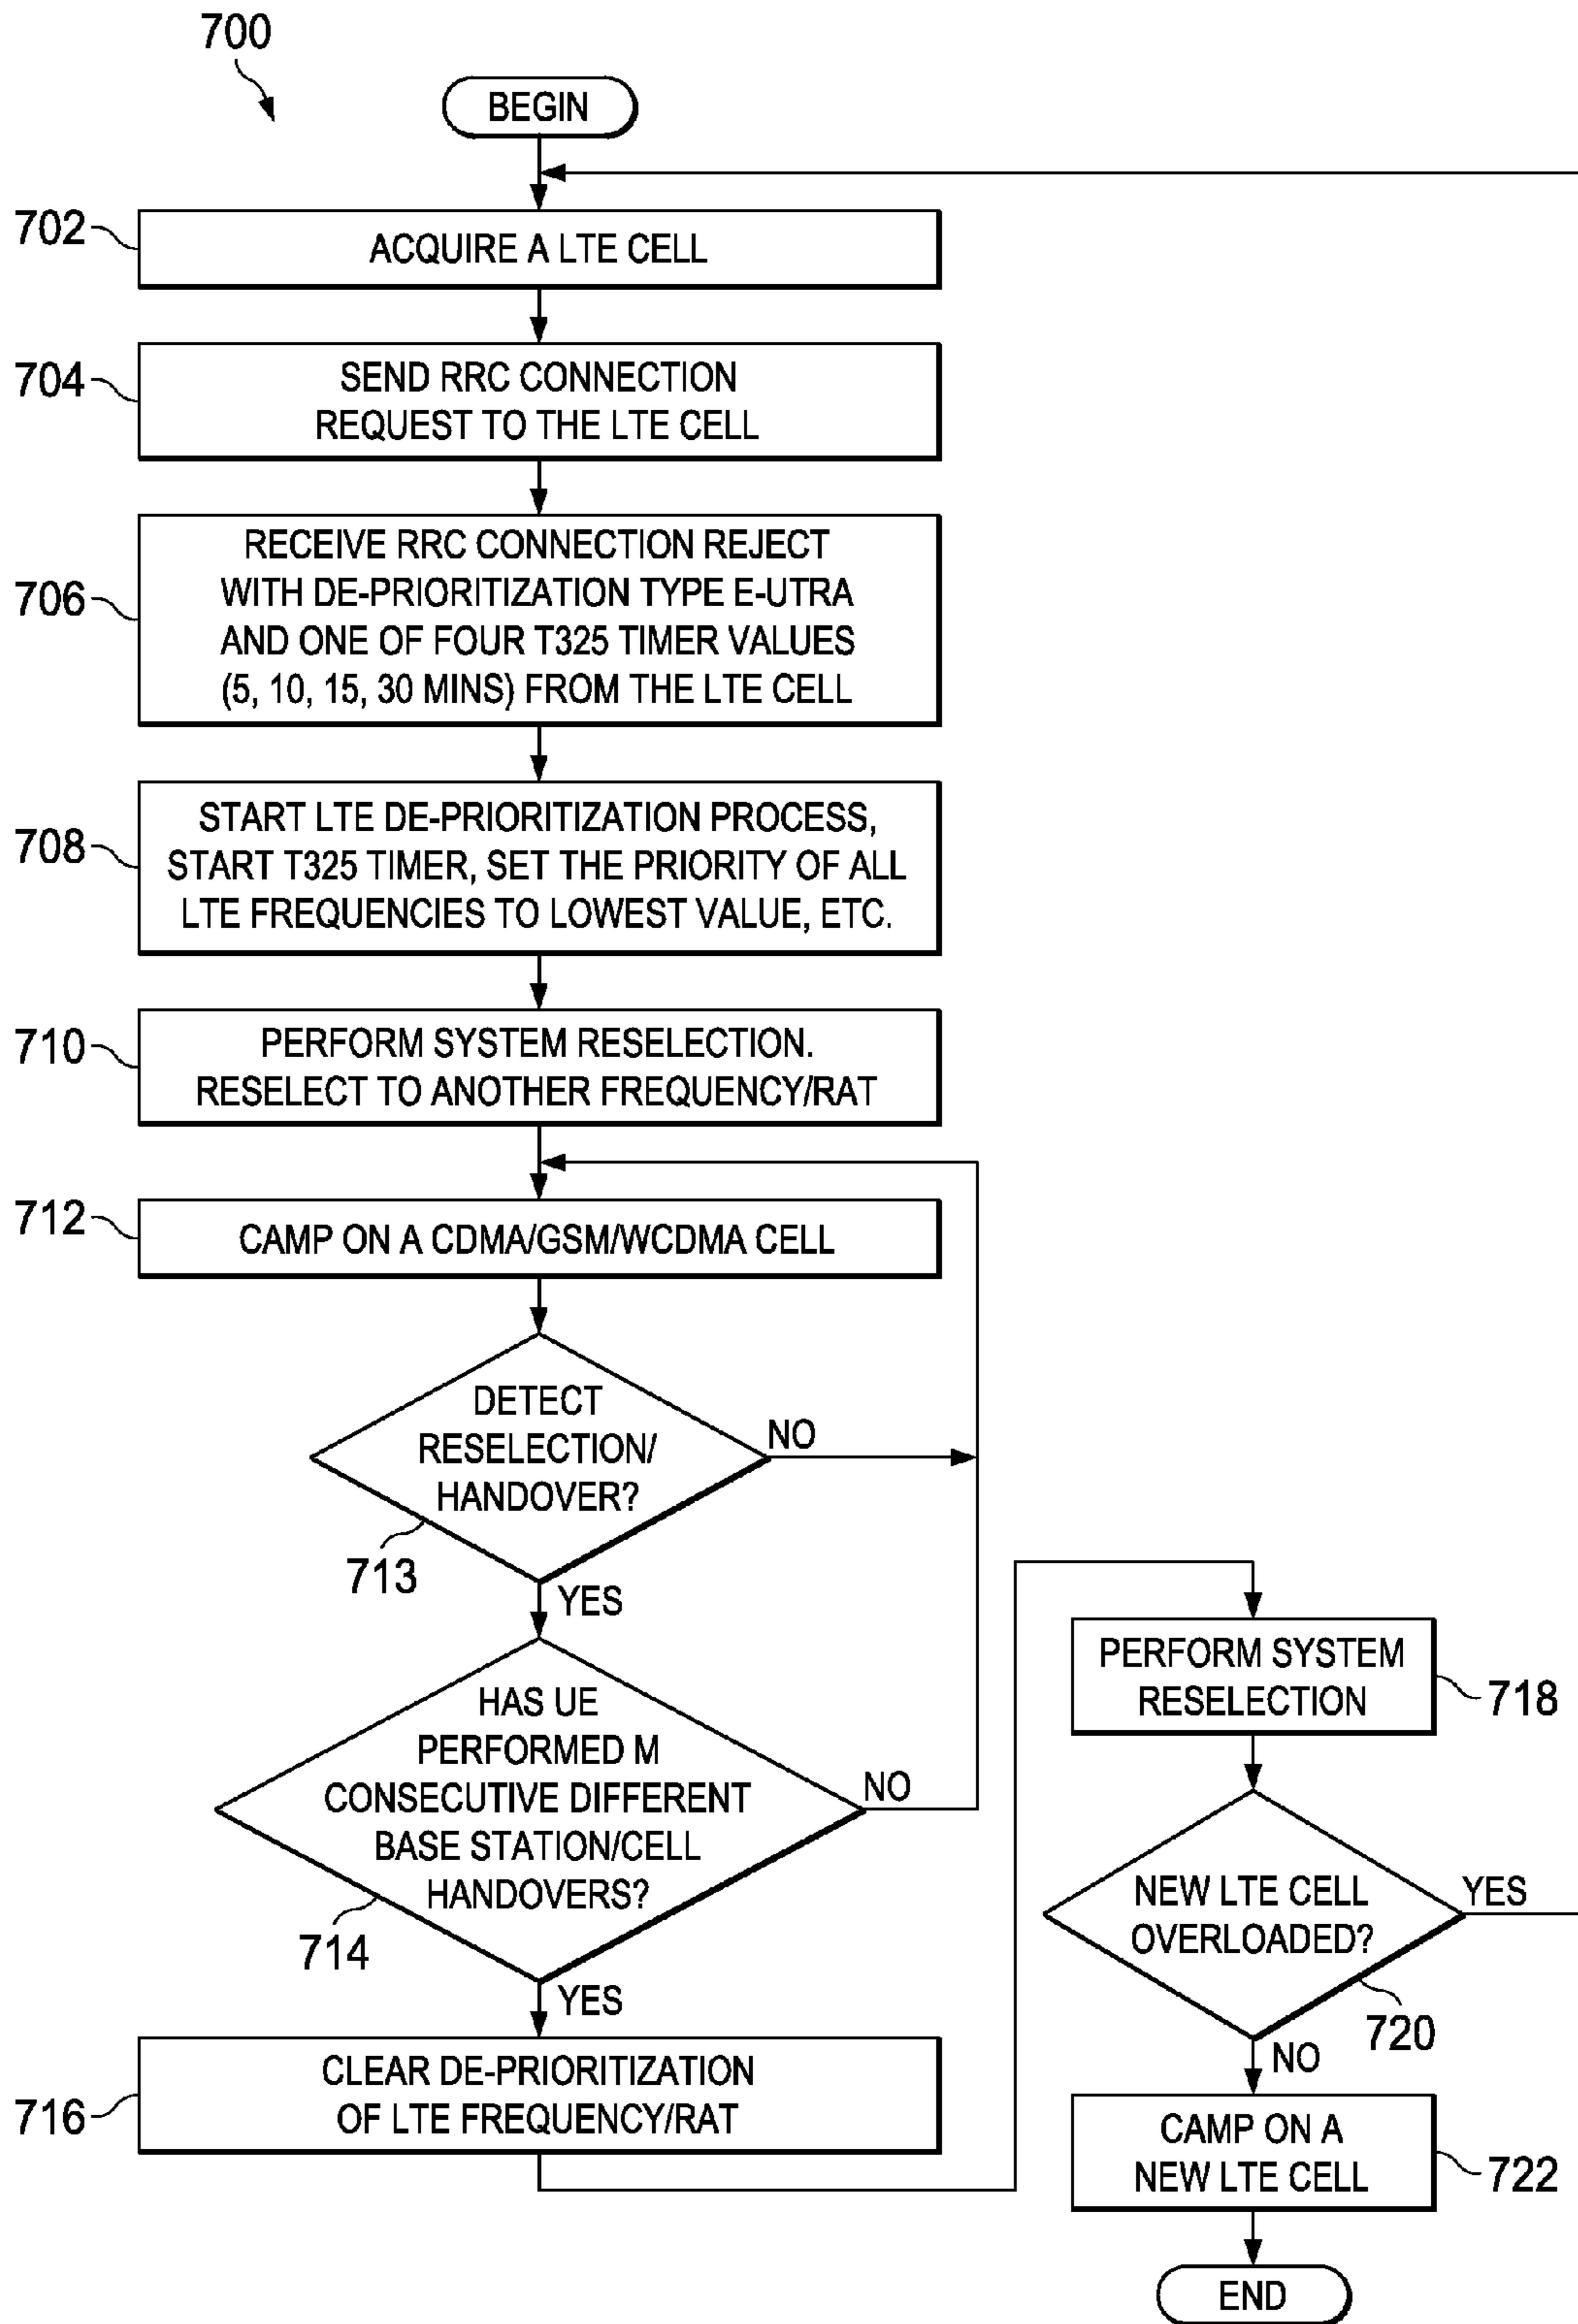 700
BEGIN
702
ACQUIRE A LTE CELL
704
SEND RRC CONNECTION
REQUEST TO THE LTE CELL
706
RECEIVE RRC CONNECTION REJECT
WITH DE-PRIORITIZATION TYPE E-UTRA
AND ONE OF FOUR T325 TIMER VALUES
(5, 10, 15, 30 MINS) FROM THE LTE CELL
708
START LTE DE-PRIORITIZATION PROCESS,
START T325 TIMER, SET THE PRIORITY OF ALL
LTE FREQUENCIES TO LOWEST VALUE, ETC.
710
PERFORM SYSTEM RESELECTION.
RESELECT TO ANOTHER FREQUENCY/RAT
712
CAMP ON A CDMA/GSM/WCDMA CELL
DETECT
RESELECTION/
HANDOVER?
NO
713
YES
HAS UE
PERFORMED M
CONSECUTIVE DIFFERENT
BASE STATION/CELL
HANDOVERS?
NO
714
YES
716
CLEAR DE-PRIORITIZATION
OF LTE FREQUENCY/RAT
PERFORM SYSTEM
RESELECTION
718
NEW LTE CELL
OVERLOADED?
YES
720
NO
CAMP ON A
NEW LTE CELL
722
END